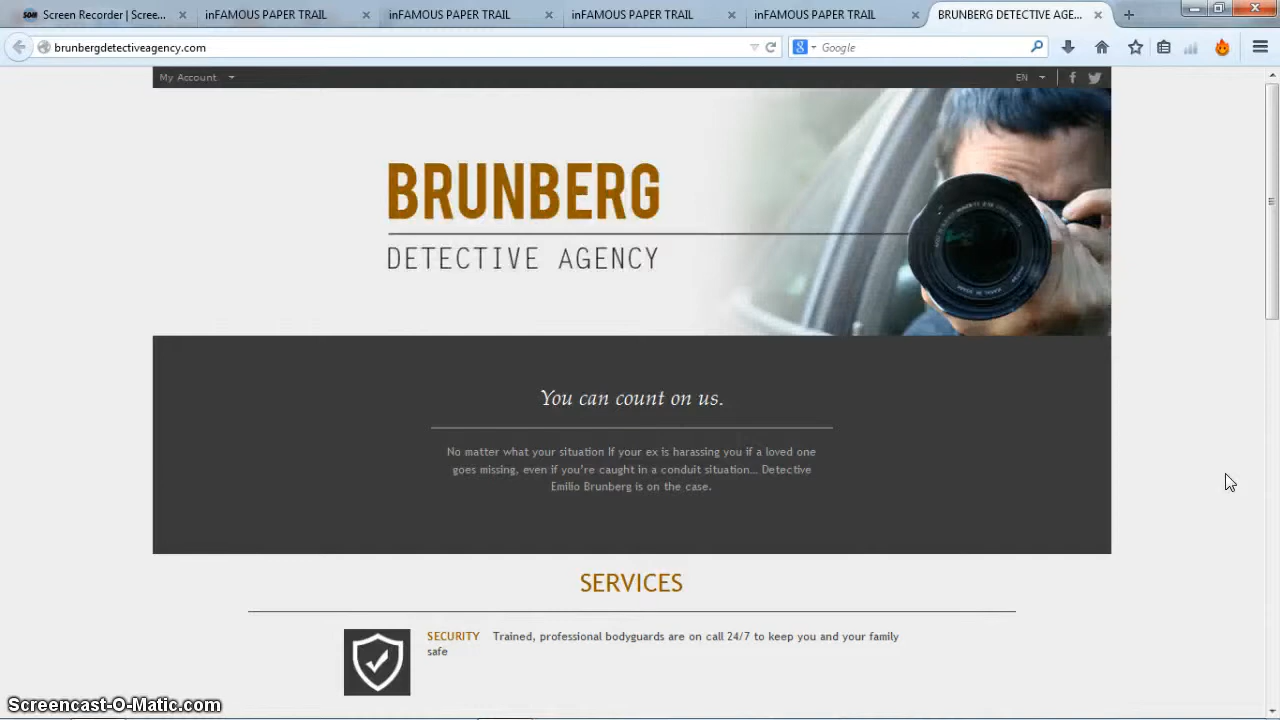 Screen Recorder | Scree...
inFAMOUS PAPER TRAIL
inFAMOUS PAPER TRAIL
inFAMOUS PAPER TRAIL
inFAMOUS PAPER TRAIL
BRUNBERG DETECTIVE AGE...
brunbergdetectiveagency.com
Google
My Account
EN
BRUNBERG
DETECTIVE AGENCY
You can count on us.
No matter what your situation If your ex is harassing you if a loved one
goes missing, even if you're caught in a conduit situation... Detective
Emilio Brunberg is on the case.
SERVICES
SECURITY Trained, professional bodyguards are on call 24/7 to keep you and your family
safe
Screencast-O-Matic.com